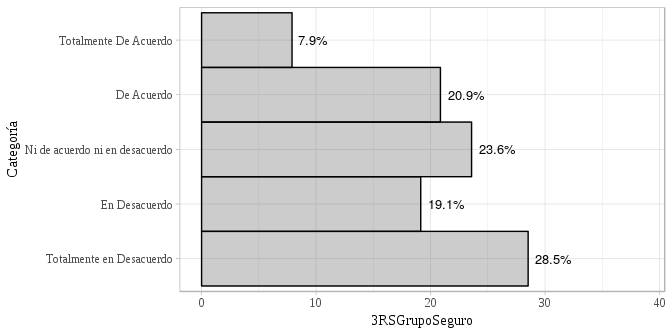 Categoría
Totalmente De Acuerdo
7.9%
De Acuerdo
20.9%
Ni de acuerdo ni en desacuerdo
23.6%
En Desacuerdo
19.1%
Totalmente en Desacuerdo
28.5%
0 10 20 30 40
3RSGrupoSeguro